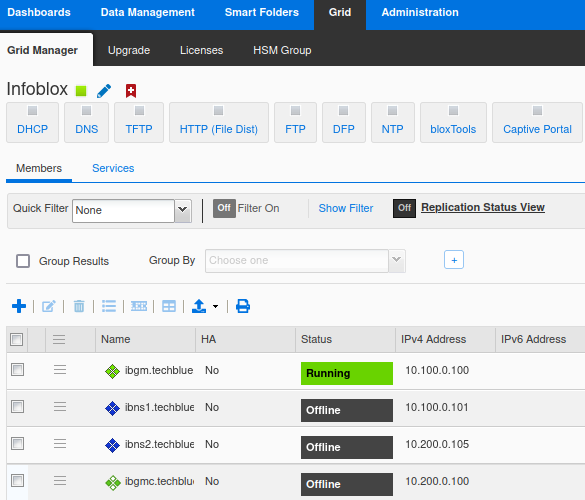 Dashboards Data Management Smart Folders Grid Administration
Grid Manager Upgrade Licenses HSM Group
Infoblox
DHCP DNS TFTP HTTP (File Dist) FTP DFP NTP bloxTools Captive Portal
Members Services
Quick Filter None Off Filter On Show Filter Off Replication Status View
Group Results Group By Choose one +
Name HA Status IPv4 Address IPv6 Address
ibgm.techblue No Running 10.100.0.100
ibns1.techblue No Offline 10.100.0.101
ibns2.techblue No Offline 10.200.0.105
ibgmc.techblue No Offline 10.200.0.100